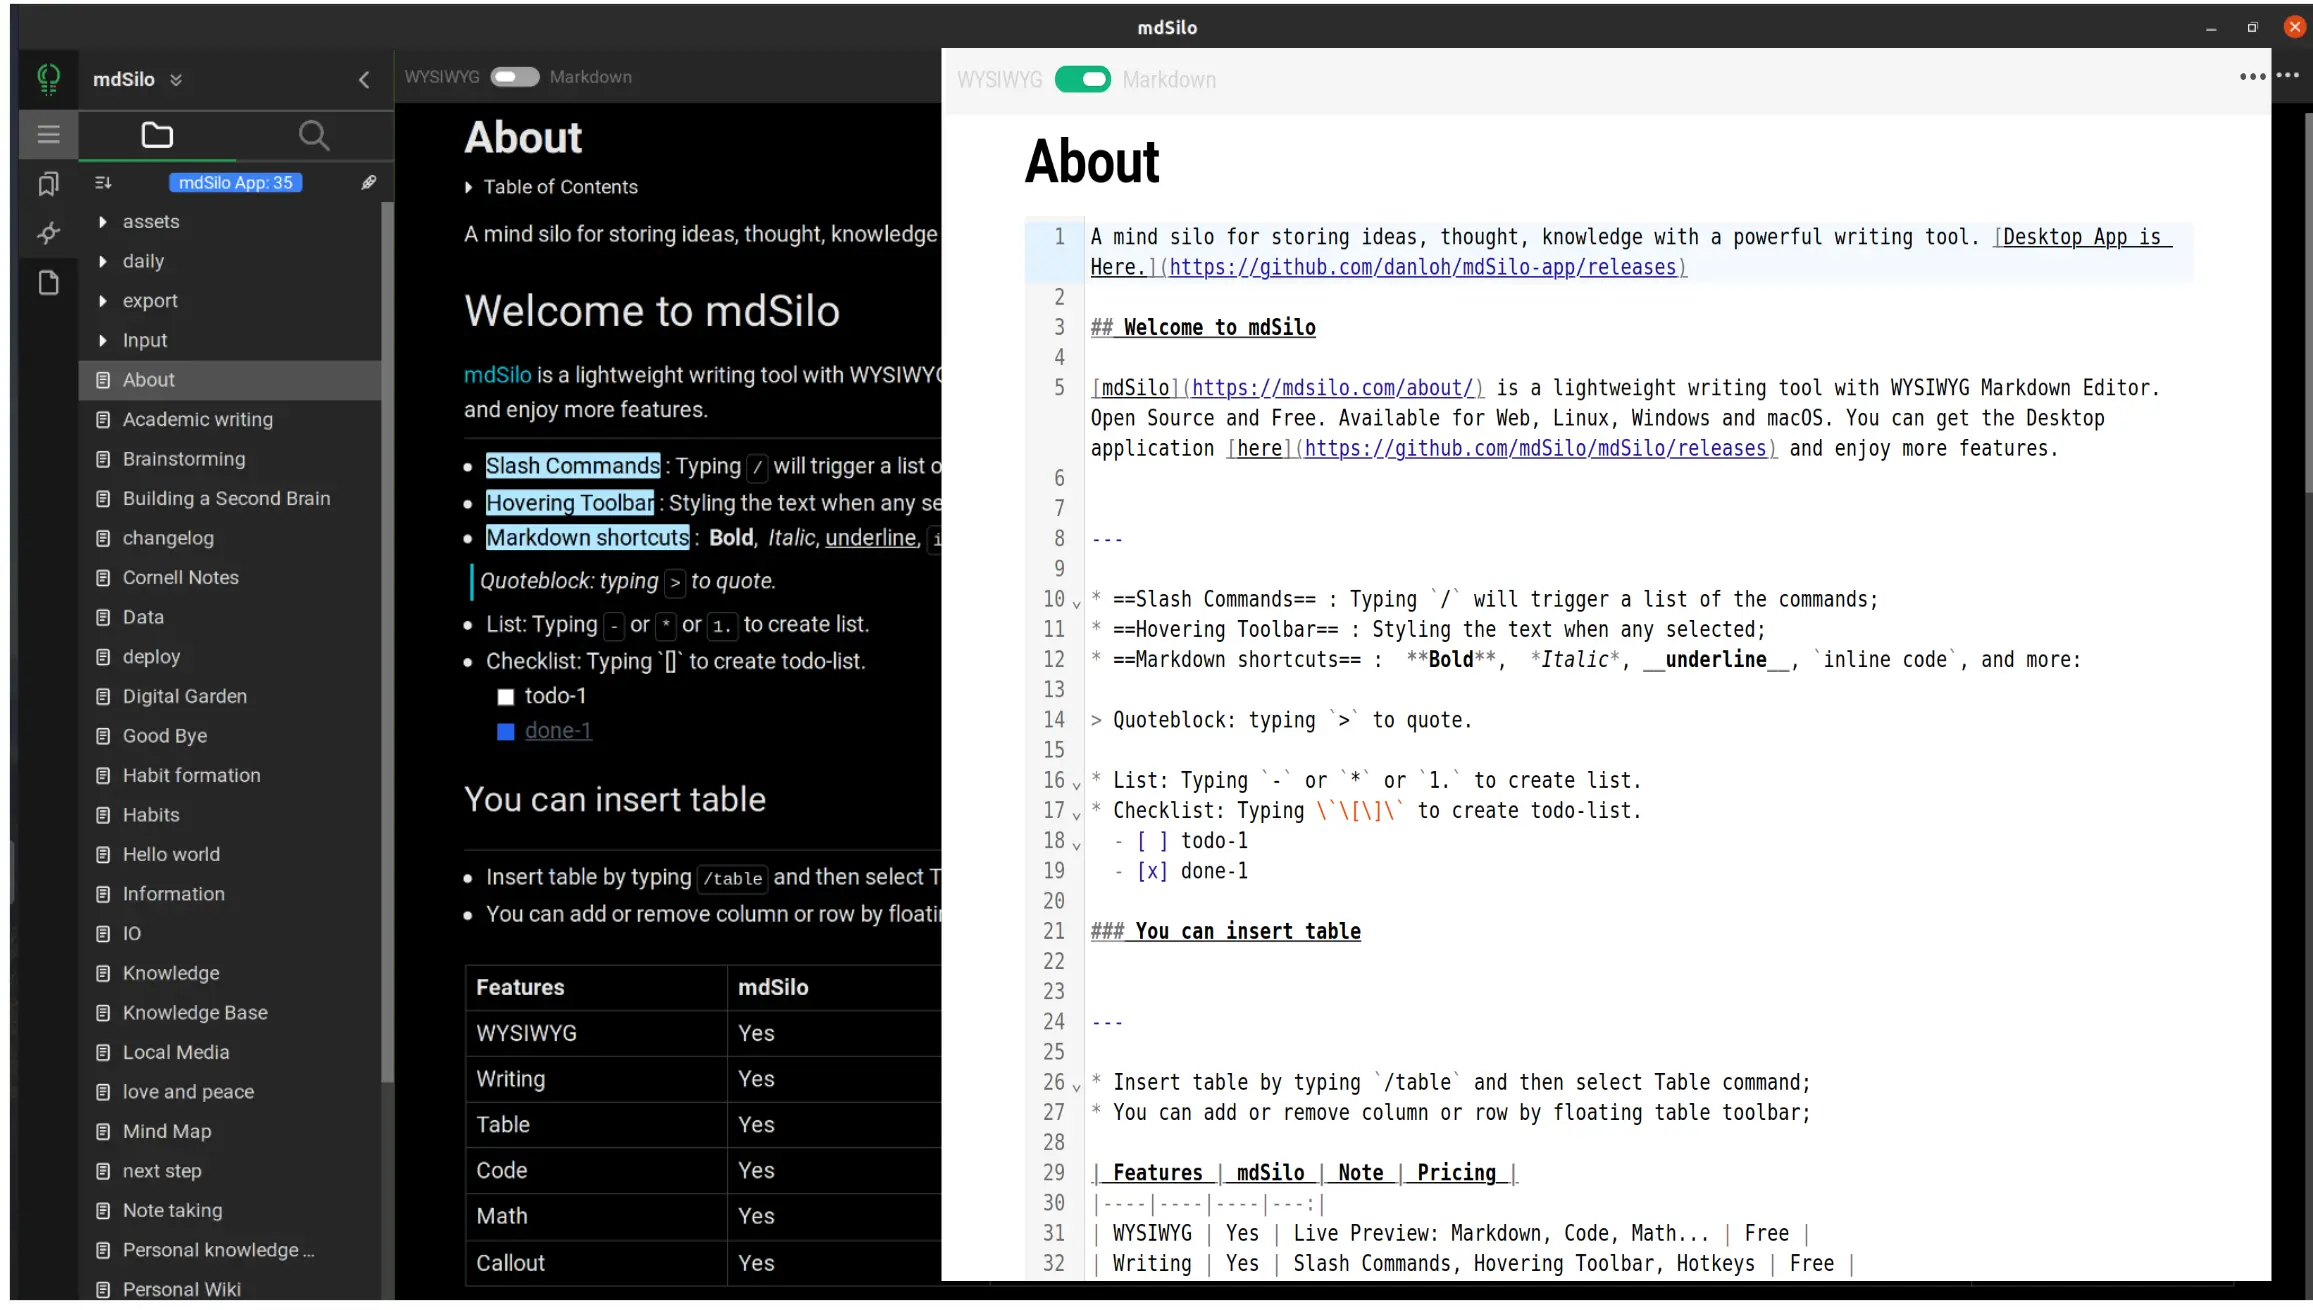 mdSilo
mdSilo
mdSilo App: 35
assets
daily
export
Input
About
Academic writing
Brainstorming
Building a Second Brain
changelog
Cornell Notes
Data
deploy
Digital Garden
Good Bye
Habit formation
Habits
Hello world
Information
IO
Knowledge
Knowledge Base
Local Media
love and peace
Mind Map
next step
Note taking
Personal knowledge ...
Personal Wiki
WYSIWYG Markdown
About
Table of Contents
A mind silo for storing ideas, thought, knowledge
Welcome to mdSilo
mdSilo is a lightweight writing tool with WYSIWYG
and enjoy more features.
Slash Commands : Typing / will trigger a list o
Hovering Toolbar : Styling the text when any se
Markdown shortcuts : Bold, Italic, underline, i
Quoteblock: typing > to quote.
List: Typing - or * or 1. to create list.
Checklist: Typing `[]` to create todo-list.
todo-1
done-1
You can insert table
Insert table by typing /table and then select T
You can add or remove column or row by floati
Features mdSilo
WYSIWYG Yes
Writing Yes
Table Yes
Code Yes
Math Yes
Callout Yes
WYSIWYG Markdown
About
1 A mind silo for storing ideas, thought, knowledge with a powerful writing tool. [Desktop App is
Here.](https://github.com/danloh/mdSilo-app/releases)
2
3 ## Welcome to mdSilo
4
5 [mdSilo](https://mdsilo.com/about/) is a lightweight writing tool with WYSIWYG Markdown Editor.
Open Source and Free. Available for Web, Linux, Windows and macOS. You can get the Desktop
application [here](https://github.com/mdSilo/mdSilo/releases) and enjoy more features.
6
7
8 ---
9
10 * ==Slash Commands== : Typing `/` will trigger a list of the commands;
11 * ==Hovering Toolbar== : Styling the text when any selected;
12 * ==Markdown shortcuts== :  **Bold**,  *Italic*, __underline__, `inline code`, and more:
13
14 > Quoteblock: typing `>` to quote.
15
16 * List: Typing `-` or `*` or `1.` to create list.
17 * Checklist: Typing \`\[\]\` to create todo-list.
18 - [ ] todo-1
19 - [x] done-1
20
21 ### You can insert table
22
23
24 ---
25
26 * Insert table by typing `/table` and then select Table command;
27 * You can add or remove column or row by floating table toolbar;
28
29 | Features | mdSilo | Note | Pricing |
30 |----|----|----|---:|
31 | WYSIWYG | Yes | Live Preview: Markdown, Code, Math... | Free |
32 | Writing | Yes | Slash Commands, Hovering Toolbar, Hotkeys | Free |